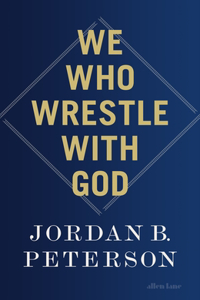 WE
WHO
WRESTLE
WITH
GOD
JORDAN B.
PETERSON
allen lane